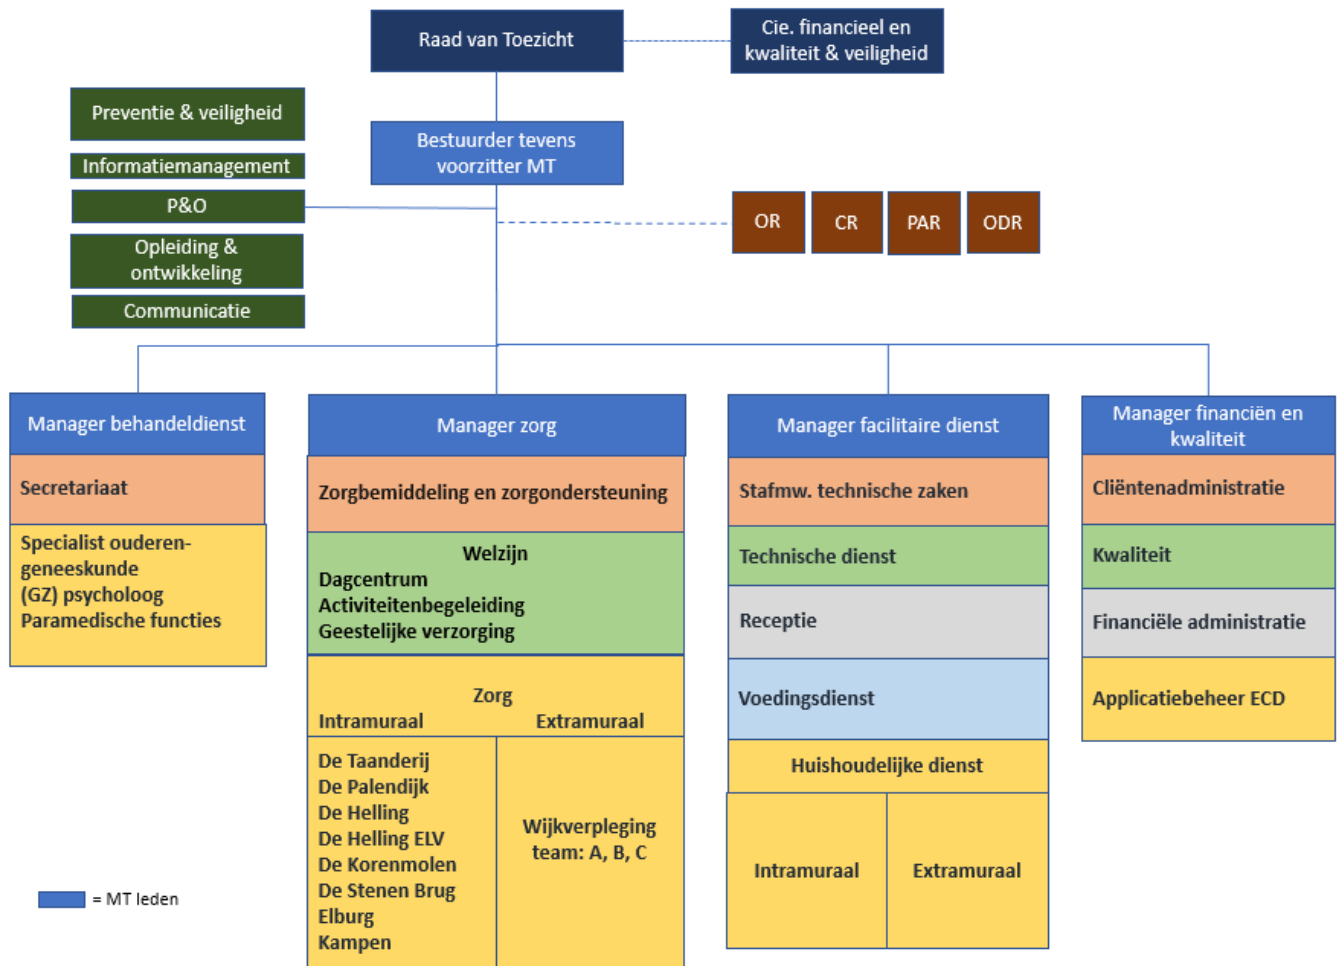 Raad van Toezicht
Cie. financieel en
kwaliteit & veiligheid
Preventie & veiligheid
Informatiemanagement
P&O
Opleiding &
ontwikkeling
Communicatie
Bestuurder tevens
voorzitter MT
OR
CR
PAR
ODR
Manager behandeldienst
Secretariaat
Specialist ouderen-
geneeskunde
(GZ) psycholoog
Paramedische functies
Manager zorg
Zorgbemiddeling en zorgondersteuning
Welzijn
Dagcentrum
Activiteitenbegeleiding
Geestelijke verzorging
Zorg
Intramuraal
Extramuraal
De Taanderij
De Palendijk
De Helling
De Helling ELV
De Korenmolen
De Stenen Brug
Elburg
Kampen
Wijkverpleging
team: A, B, C
Manager facilitaire dienst
Stafmw. technische zaken
Technische dienst
Receptie
Voedingsdienst
Huishoudelijke dienst
Intramuraal
Extramuraal
Manager financiën en
kwaliteit
Cliëntenadministratie
Kwaliteit
Financiële administratie
Applicatiebeheer ECD
= MT leden